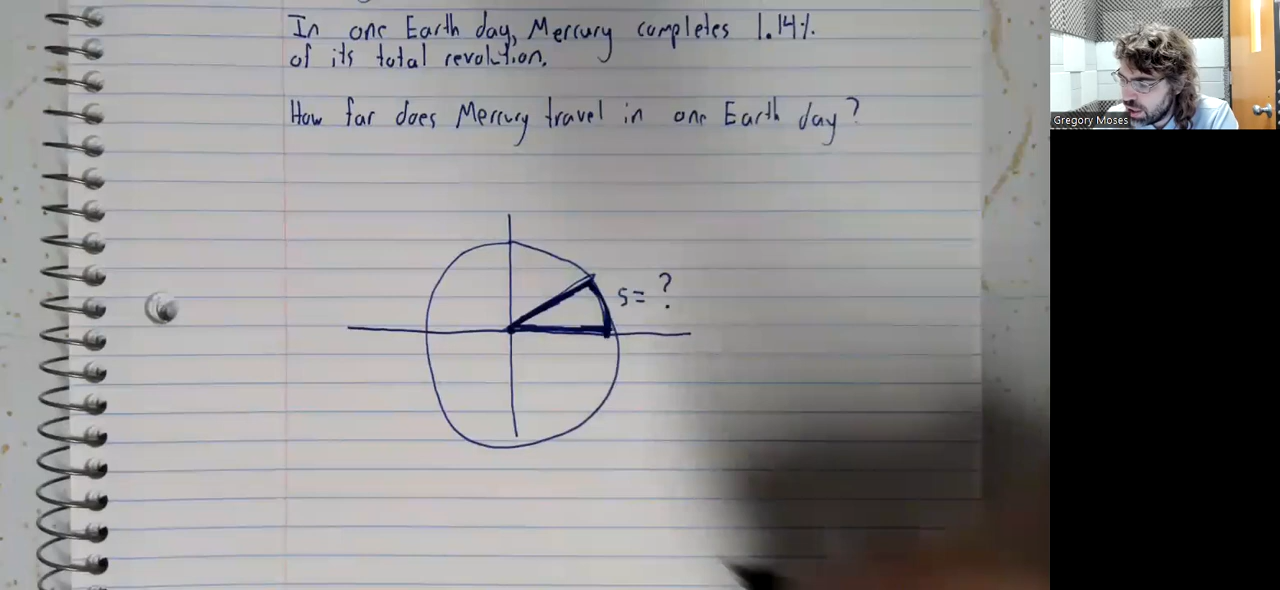 In one Earth day, Mercury completes 1.14%
of its total revolution.
How far does Mercury travel in one Earth day?
s = ?
Gregory Moses